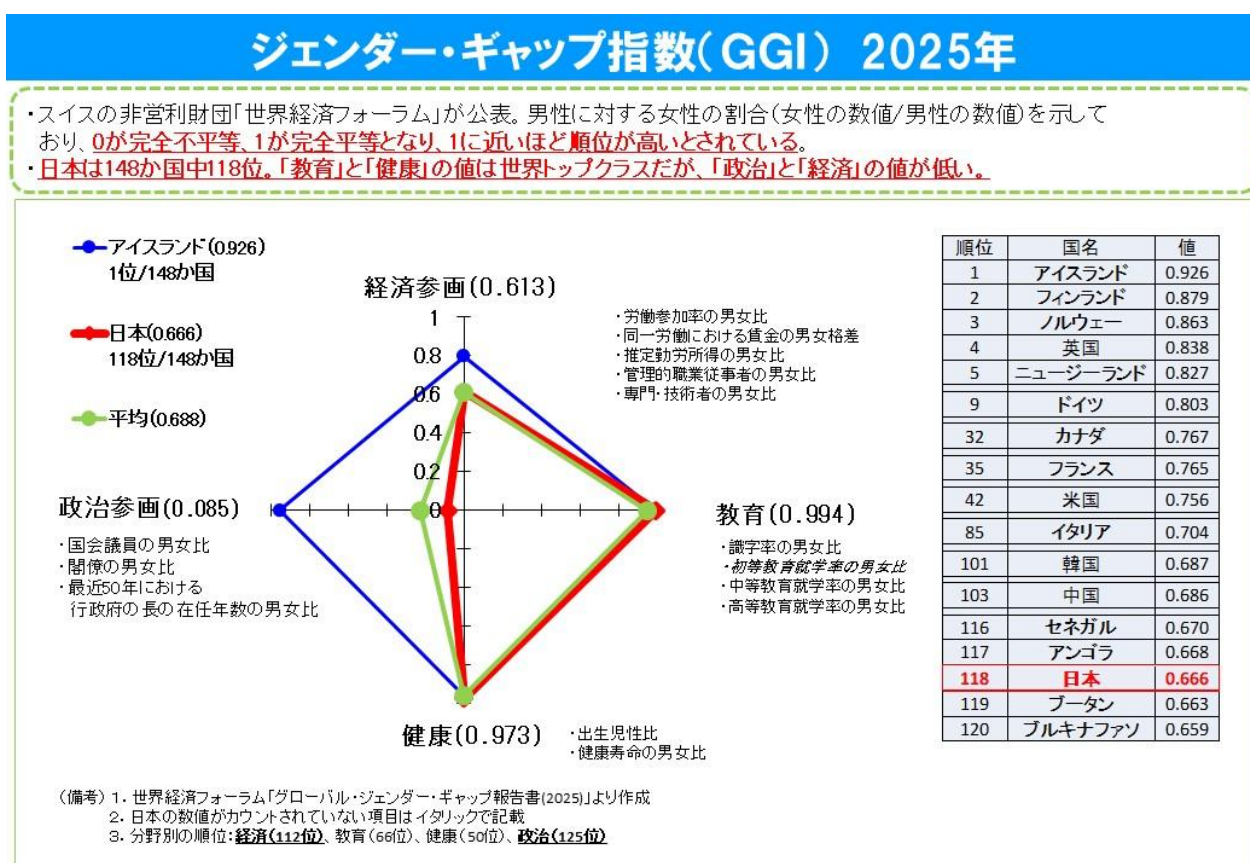 ジェンダー・ギャップ指数(GGI) 2025年
・スイスの非営利財団「世界経済フォーラム」が公表。男性に対する女性の割合(女性の数値/男性の数値)を示して
おり、0が完全不平等、1が完全平等となり、1に近いほど順位が高いとされている。
・日本は148か国中118位。「教育」と「健康」の値は世界トップクラスだが、「政治」と「経済」の値が低い。
アイスランド(0.926)
1位/148か国
日本(0.666)
118位/148か国
平均(0.688)
経済参画(0.613)
・労働参加率の男女比
・同一労働における賃金の男女格差
・推定勤労所得の男女比
・管理的職業従事者の男女比
・専門・技術者の男女比
1
0.8
0.6
0.4
0.2
0
政治参画(0.085)
・国会議員の男女比
・閣僚の男女比
・最近50年における
行政府の長の在任年数の男女比
教育(0.994)
・識字率の男女比
・初等教育就学率の男女比
・中等教育就学率の男女比
・高等教育就学率の男女比
健康(0.973)
・出生児性比
・健康寿命の男女比
順位 国名 値
1 アイスランド 0.926
2 フィンランド 0.879
3 ノルウェー 0.863
4 英国 0.838
5 ニュージーランド 0.827
9 ドイツ 0.803
32 カナダ 0.767
35 フランス 0.765
42 米国 0.756
85 イタリア 0.704
101 韓国 0.687
103 中国 0.686
116 セネガル 0.670
117 アンゴラ 0.668
118 日本 0.666
119 ブータン 0.663
120 ブルキナファソ 0.659
(備考) 1. 世界経済フォーラム「グローバル・ジェンダー・ギャップ報告書(2025)」より作成
2. 日本の数値がカウントされていない項目はイタリックで記載
3. 分野別の順位:経済(112位)、教育(66位)、健康(50位)、政治(125位)